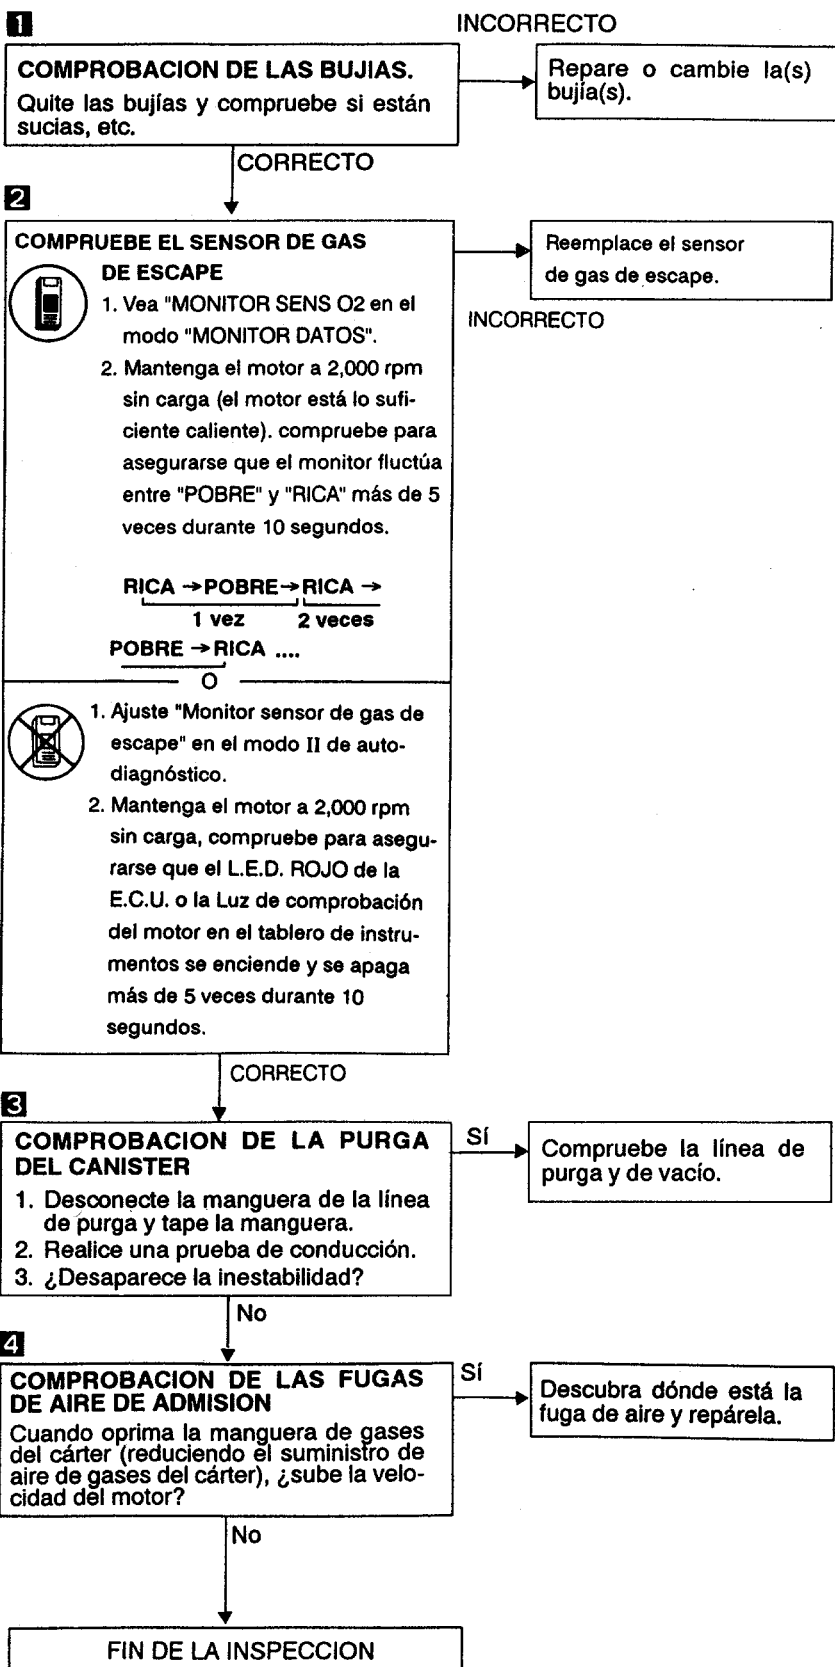 1
INCORRECTO
COMPROBACION DE LAS BUJIAS.
Quite las bujías y compruebe si están
sucias, etc.
Repare o cambie la(s)
bujía(s).
CORRECTO
2
COMPRUEBE EL SENSOR DE GAS
DE ESCAPE
1. Vea "MONITOR SENS O2 en el
modo "MONITOR DATOS".
2. Mantenga el motor a 2,000 rpm
sin carga (el motor está lo sufi-
ciente caliente). compruebe para
asegurarse que el monitor fluctúa
entre "POBRE" y "RICA" más de 5
veces durante 10 segundos.
RICA → POBRE → RICA →
1 vez 2 veces
POBRE → RICA ....
Reemplace el sensor
de gas de escape.
INCORRECTO
O
1. Ajuste "Monitor sensor de gas de
escape" en el modo II de auto-
diagnóstico.
2. Mantenga el motor a 2,000 rpm
sin carga, compruebe para asegu-
rarse que el L.E.D. ROJO de la
E.C.U. o la Luz de comprobación
del motor en el tablero de instru-
mentos se enciende y se apaga
más de 5 veces durante 10
segundos.
CORRECTO
3
COMPROBACION DE LA PURGA
DEL CANISTER
1. Desconecte la manguera de la línea
de purga y tape la manguera.
2. Realice una prueba de conducción.
3. ¿Desaparece la inestabilidad?
Sí
Compruebe la línea de
purga y de vacío.
No
4
COMPROBACION DE LAS FUGAS
DE AIRE DE ADMISION
Cuando oprima la manguera de gases
del cárter (reduciendo el suministro de
aire de gases del cárter), ¿sube la velo-
cidad del motor?
Sí
Descubra dónde está la
fuga de aire y repárela.
No
FIN DE LA INSPECCION